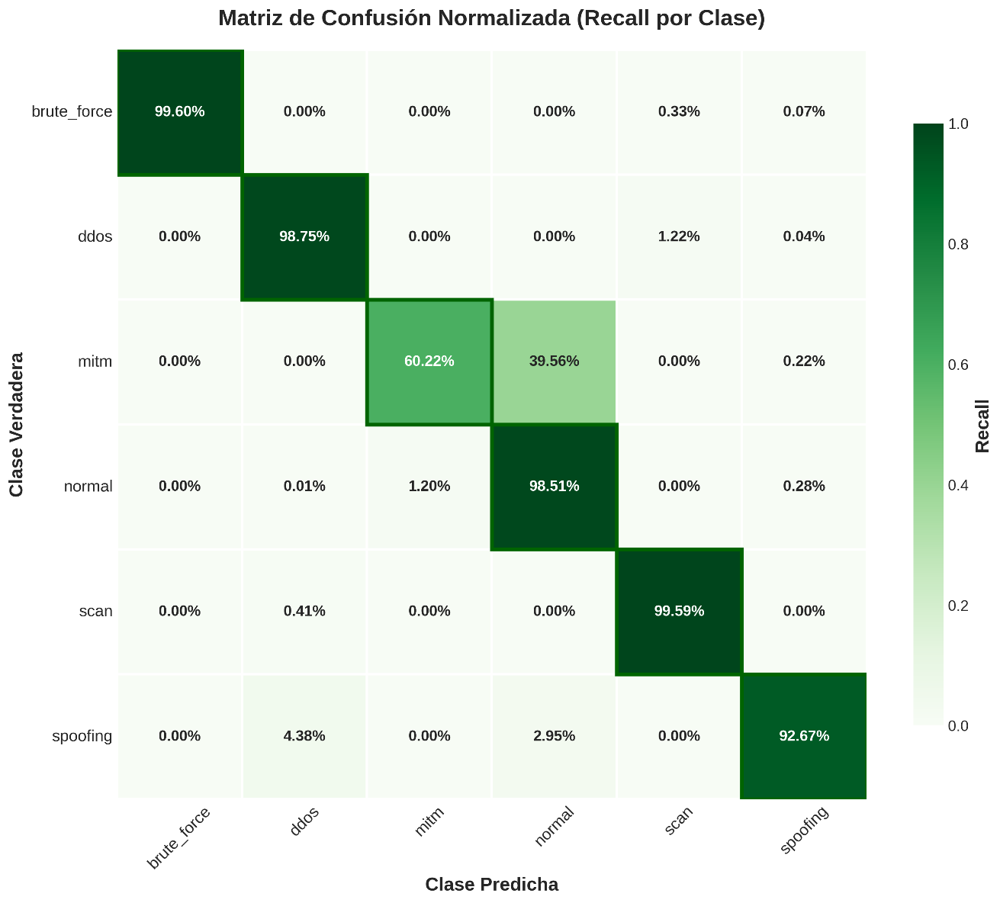 Matriz de Confusión Normalizada (Recall por Clase)
brute_force 99.60% 0.00% 0.00% 0.00% 0.33% 0.07%
ddos 0.00% 98.75% 0.00% 0.00% 1.22% 0.04%
mitm 0.00% 0.00% 60.22% 39.56% 0.00% 0.22%
normal 0.00% 0.01% 1.20% 98.51% 0.00% 0.28%
scan 0.00% 0.41% 0.00% 0.00% 99.59% 0.00%
spoofing 0.00% 4.38% 0.00% 2.95% 0.00% 92.67%
brute_force ddos mitm normal scan spoofing
Clase Predicha
Clase Verdadera
1.0
0.8
0.6
0.4
0.2
0.0
Recall